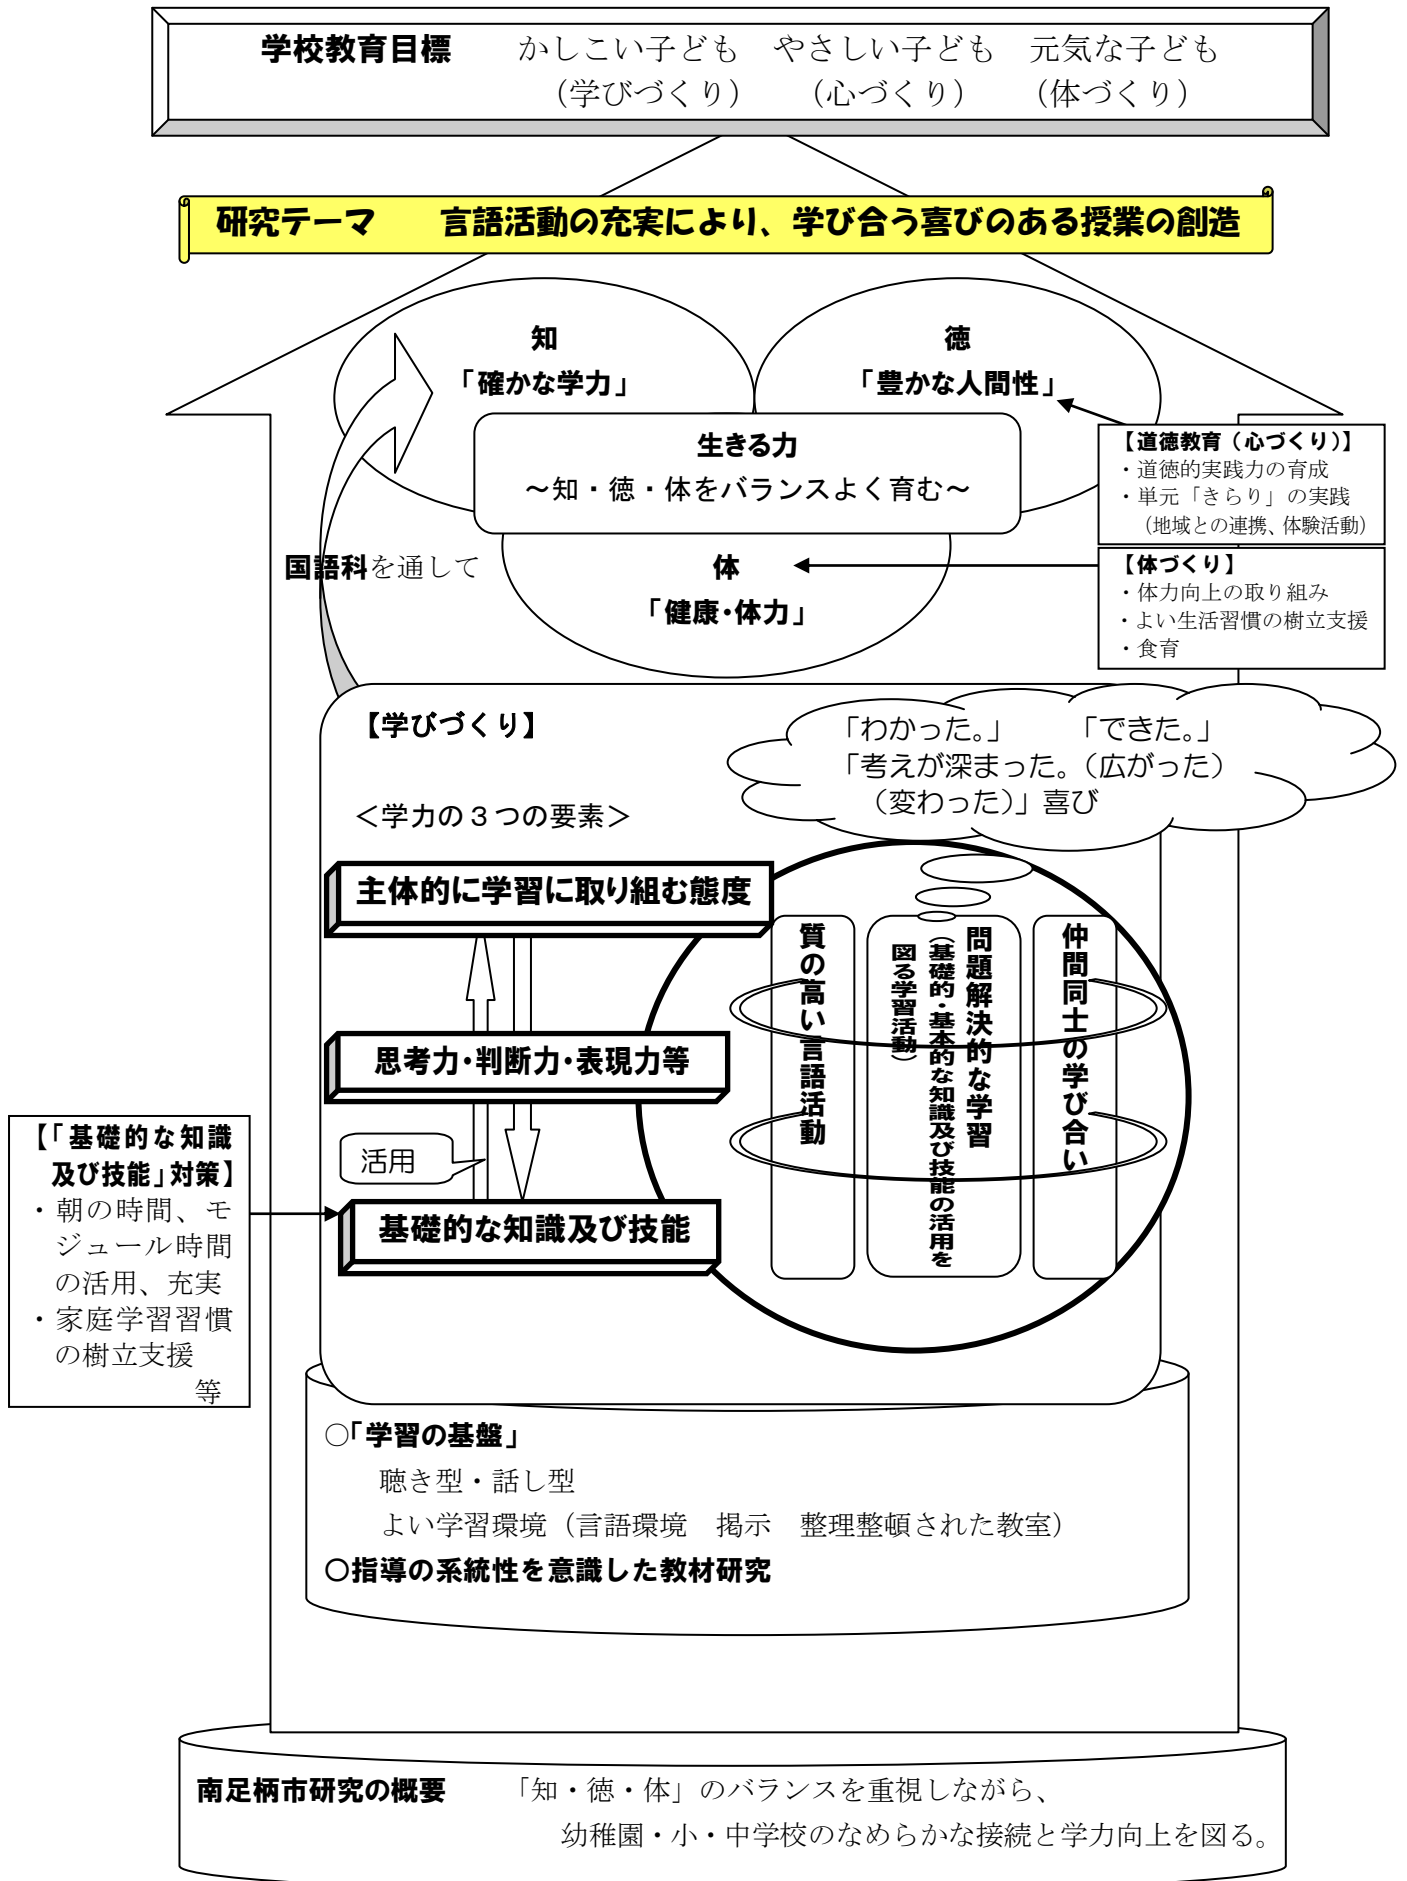 学校教育目標　　かしこい子ども　やさしい子ども　元気な子ども
（学びづくり）　（心づくり）　（体づくり）
研究テーマ　　言語活動の充実により、学び合う喜びのある授業の創造
知
「確かな学力」
徳
「豊かな人間性」
生きる力
～知・徳・体をバランスよく育む～
【道徳教育（心づくり）】
・道徳的実践力の育成
・単元「きらり」の実践
（地域との連携、体験活動）
国語科を通して
体
「健康・体力」
【体づくり】
・体力向上の取り組み
・よい生活習慣の樹立支援
・食育
【学びづくり】
「わかった。」　　「できた。」
「考えが深まった。（広がった）
（変わった）」喜び
＜学力の３つの要素＞
主体的に学習に取り組む態度
思考力・判断力・表現力等
活用
基礎的な知識及び技能
質の高い言語活動
問題解決的な学習
（基礎的・基本的な知識及び技能の活用を
図る学習活動）
仲間同士の学び合い
【「基礎的な知識
及び技能」対策】
・朝の時間、モ
ジュール時間
の活用、充実
・家庭学習習慣
の樹立支援
等
○「学習の基盤」
聴き型・話し型
よい学習環境（言語環境　掲示　整理整頓された教室）
○指導の系統性を意識した教材研究
南足柄市研究の概要　　「知・徳・体」のバランスを重視しながら、
幼稚園・小・中学校のなめらかな接続と学力向上を図る。